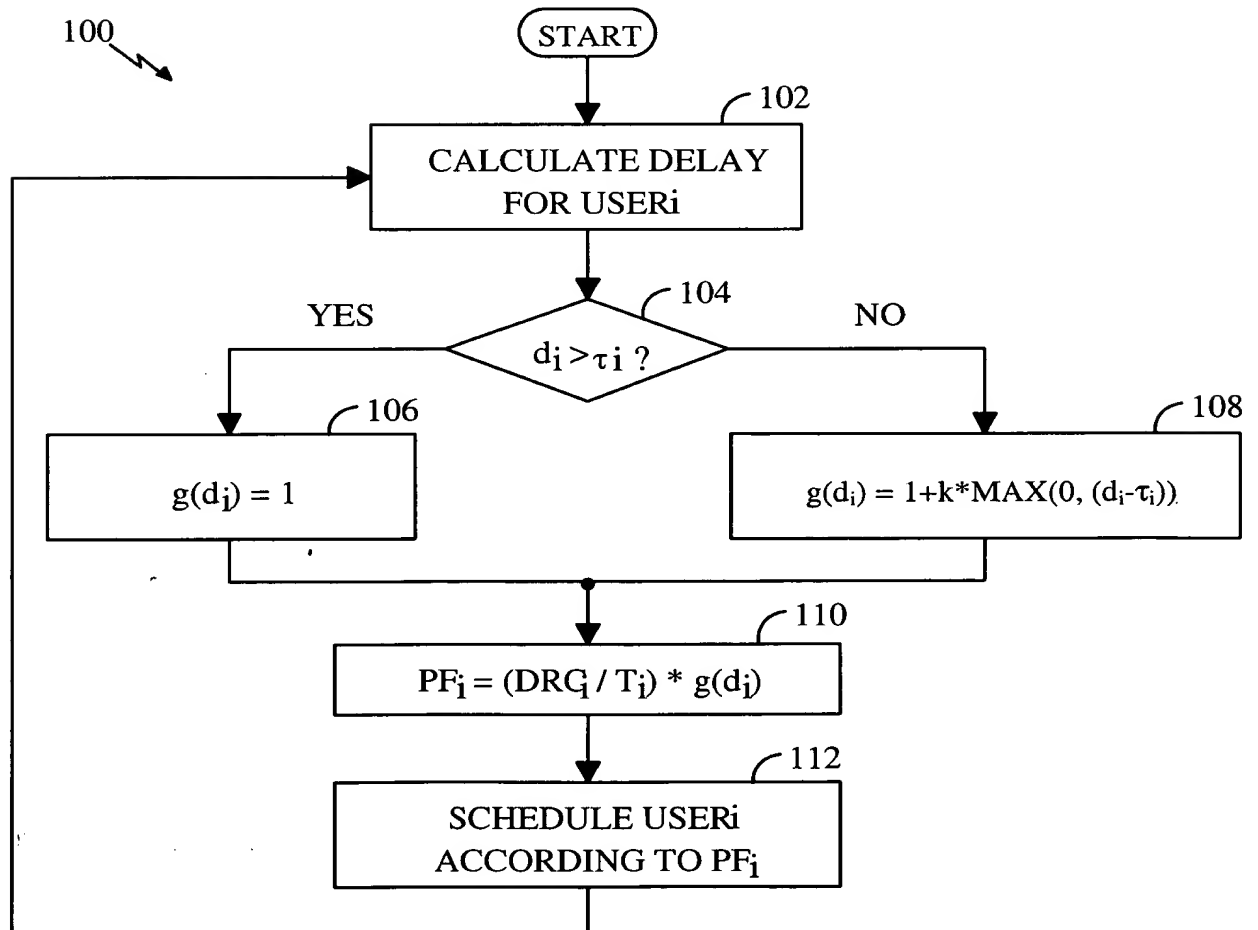 100
START
102
CALCULATE DELAY
FOR USERi
104
YES
NO
di >τi ?
106
108
g(di) = 1
g(di) = 1+k*MAX(0, (di-τi))
110
PFi = (DRCi / Ti) * g(di)
112
SCHEDULE USERi
ACCORDING TO PFi